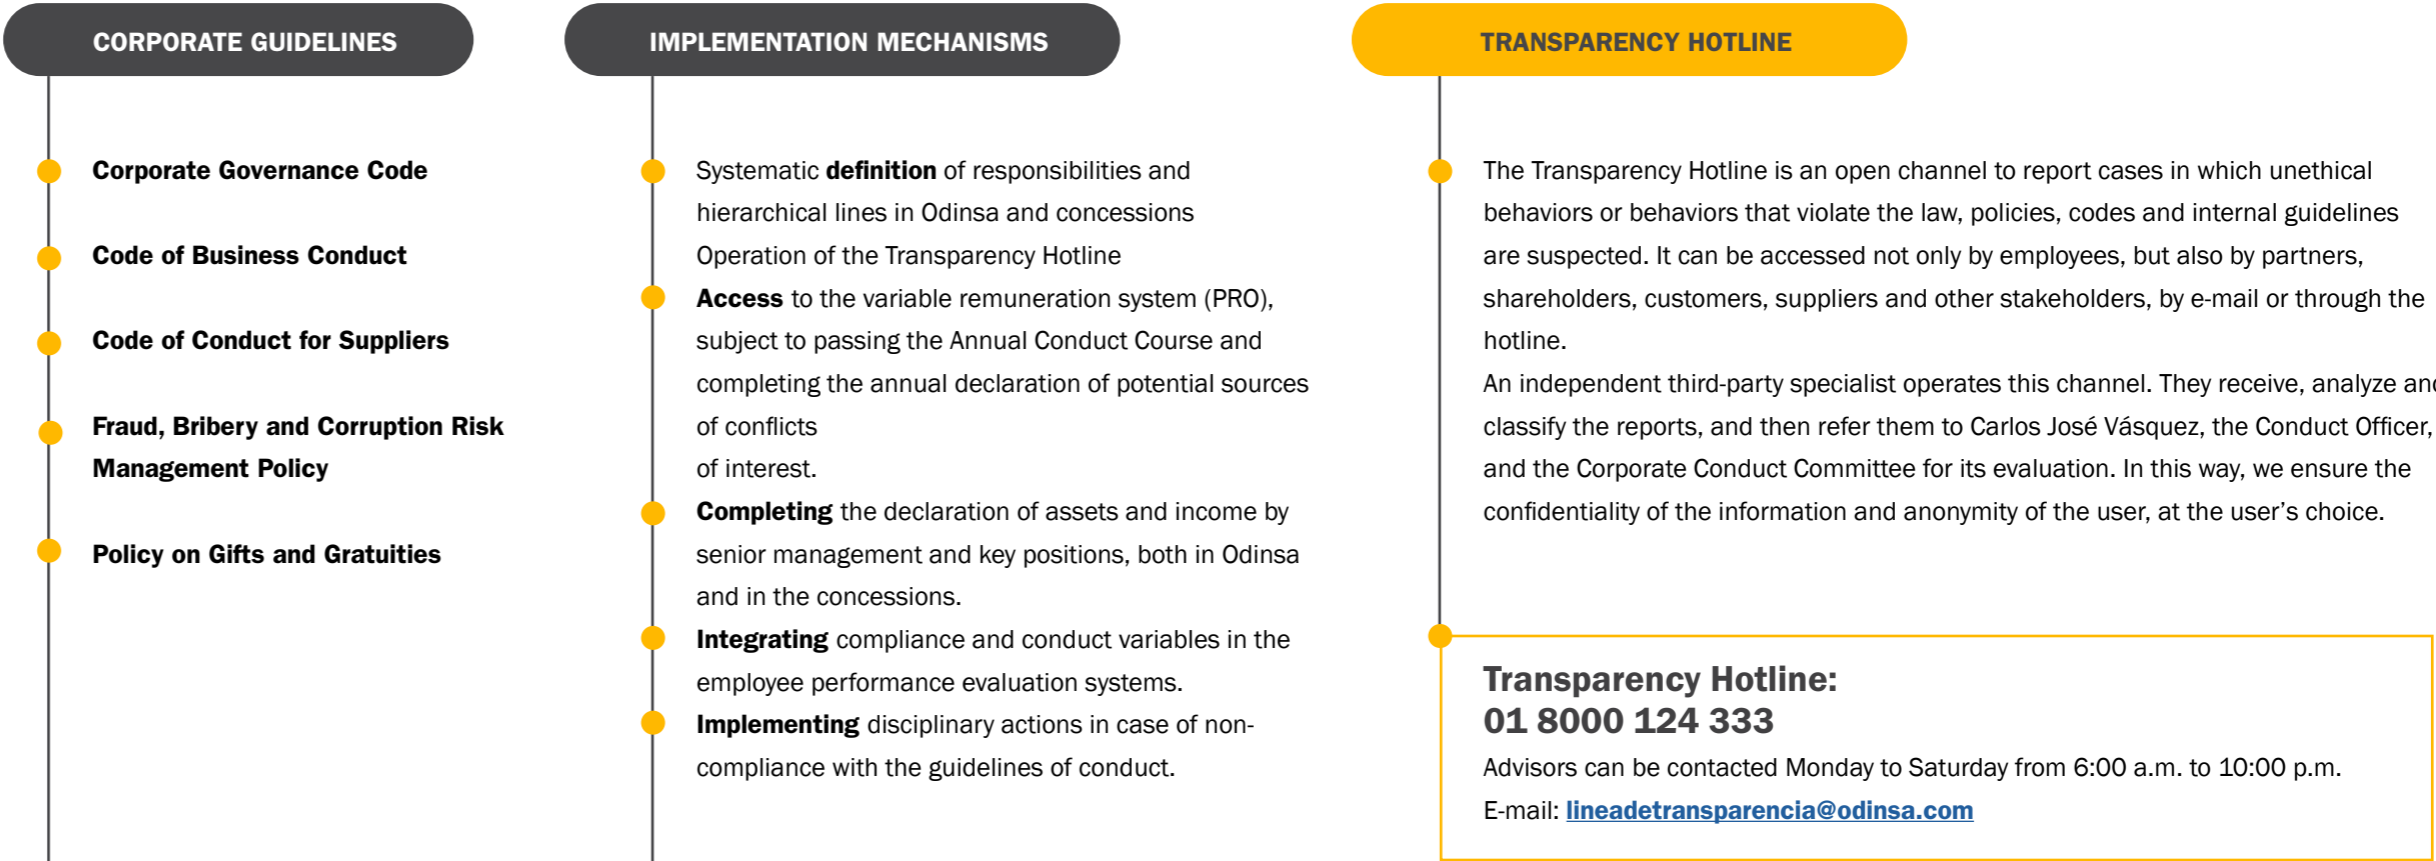 CORPORATE GUIDELINES
Corporate Governance Code
Code of Business Conduct
Code of Conduct for Suppliers
Fraud, Bribery and Corruption Risk
Management Policy
Policy on Gifts and Gratuities
IMPLEMENTATION MECHANISMS
Systematic definition of responsibilities and
hierarchical lines in Odinsa and concessions
Operation of the Transparency Hotline
Access to the variable remuneration system (PRO),
subject to passing the Annual Conduct Course and
completing the annual declaration of potential sources
of conflicts
of interest.
Completing the declaration of assets and income by
senior management and key positions, both in Odinsa
and in the concessions.
Integrating compliance and conduct variables in the
employee performance evaluation systems.
Implementing disciplinary actions in case of non-
compliance with the guidelines of conduct.
TRANSPARENCY HOTLINE
The Transparency Hotline is an open channel to report cases in which unethical
behaviors or behaviors that violate the law, policies, codes and internal guidelines
are suspected. It can be accessed not only by employees, but also by partners,
shareholders, customers, suppliers and other stakeholders, by e-mail or through the
hotline.
An independent third-party specialist operates this channel. They receive, analyze and
classify the reports, and then refer them to Carlos José Vásquez, the Conduct Officer,
and the Corporate Conduct Committee for its evaluation. In this way, we ensure the
confidentiality of the information and anonymity of the user, at the user's choice.
Transparency Hotline:
01 8000 124 333
Advisors can be contacted Monday to Saturday from 6:00 a.m. to 10:00 p.m.
E-mail: lineadetransparencia@odinsa.com